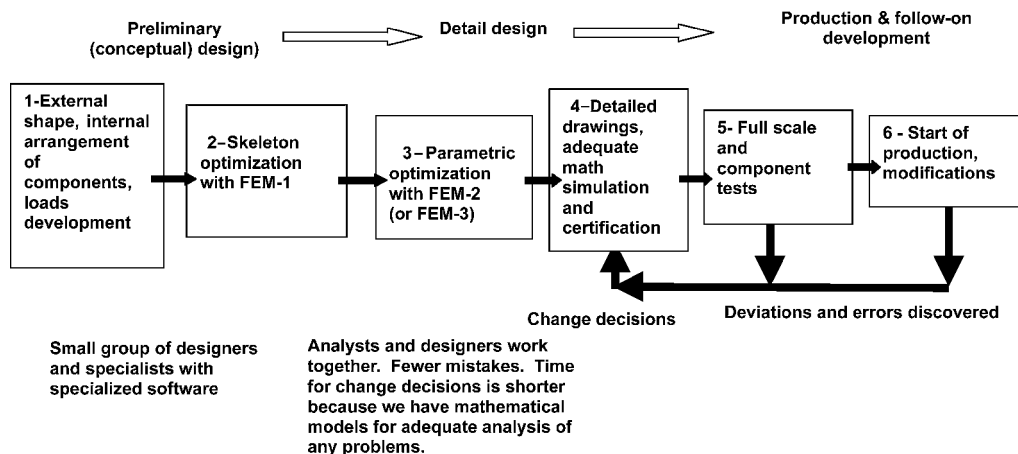 Preliminary
(conceptual) design)
Detail design
Production & follow-on
development
1-External
shape, internal
arrangement
of
components,
loads
development
2–Skeleton
optimization
with FEM-1
3–Parametric
optimization
with FEM-2
(or FEM-3)
4–Detailed
drawings,
adequate
math
simulation
and
certification
5- Full scale
and
component
tests
6 - Start of
production,
modifications
Change decisions
Deviations and errors discovered
Small group of designers
and specialists with
specialized software
Analysts and designers work
together.  Fewer mistakes.  Time
for change decisions is shorter
because we have mathematical
models for adequate analysis of
any problems.